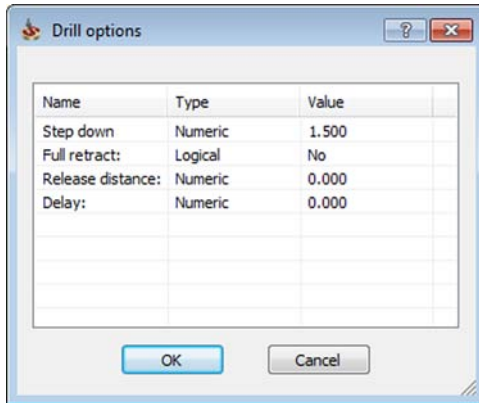 Drill options
Name Type Value
Step down Numeric 1.500
Full retract: Logical No
Release distance: Numeric 0.000
Delay: Numeric 0.000
OK Cancel